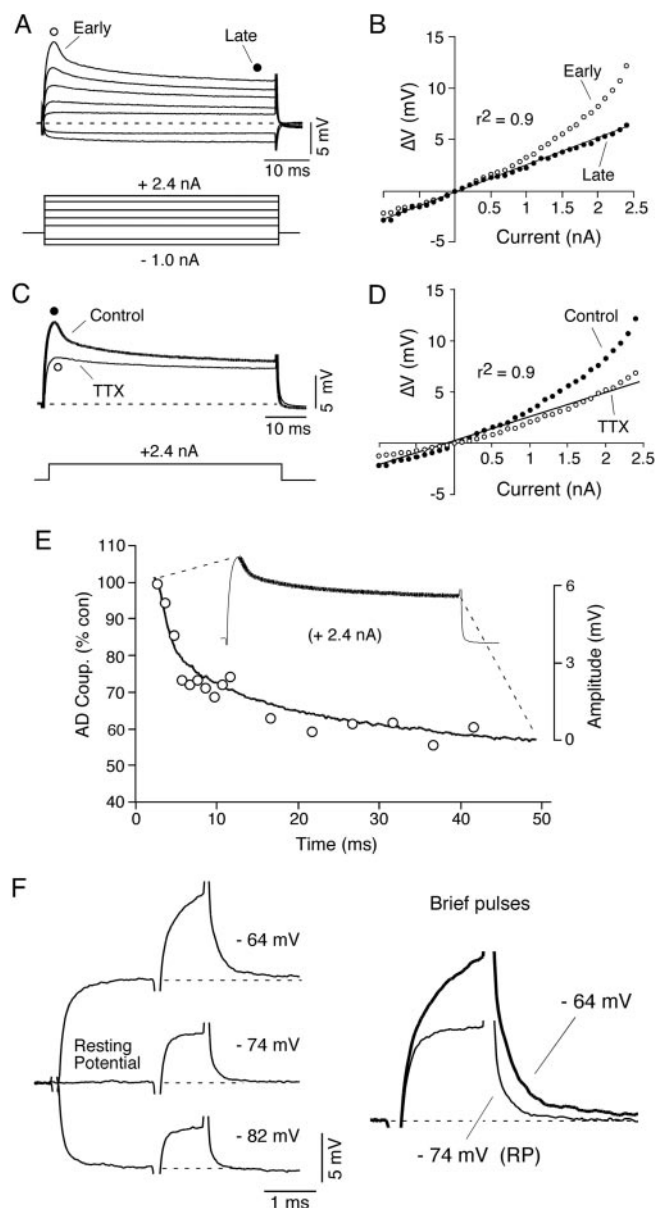 A
Early
Late
5 mV
10 ms
+ 2.4 nA
- 1.0 nA
B
15
10
5
-5
ΔV (mV)
Early
r² = 0.9
Late
0.5 1 1.5 2 2.5
Current (nA)
C
Control
TTX
5 mV
10 ms
+2.4 nA
D
15
10
5
-5
ΔV (mV)
Control
r² = 0.9
TTX
0.5 1 1.5 2 2.5
Current (nA)
E
110
100
90
80
70
60
50
40
AD Coup. (% con)
(+ 2.4 nA)
6
3
0
Amplitude (mV)
0 10 20 30 40 50
Time (ms)
F
- 64 mV
Resting
Potential
- 74 mV
- 82 mV
5 mV
1 ms
Brief pulses
- 64 mV
- 74 mV (RP)